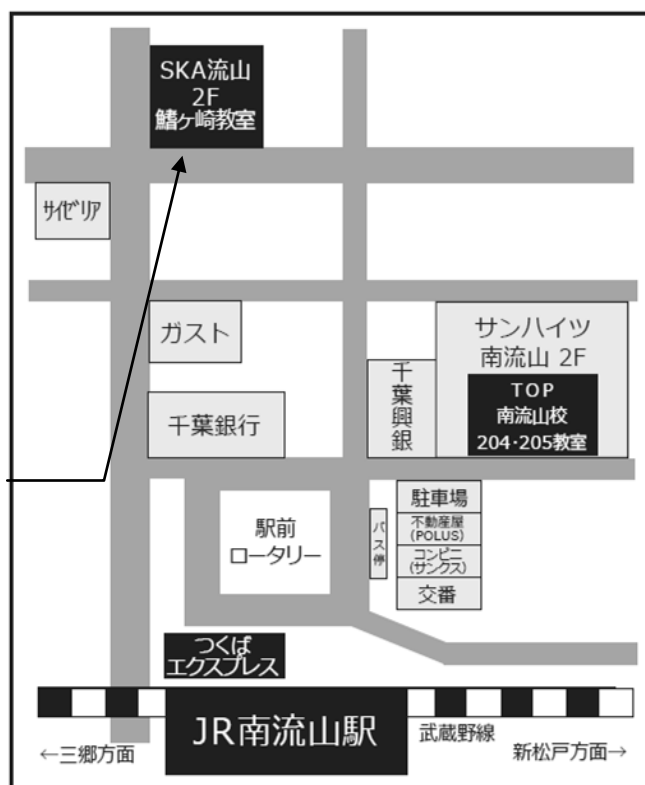 SKA流山
2F
鰭ヶ崎教室
サイゼリア
ガスト
サンハイツ
南流山 2F
TOP
南流山校
204・205教室
千葉興銀
千葉銀行
駅前
ロータリー
バス停
駐車場
不動産屋
(POLUS)
コンビニ
(サンクス)
交番
つくば
エクスプレス
JR南流山駅
武蔵野線
←三郷方面
新松戸方面→